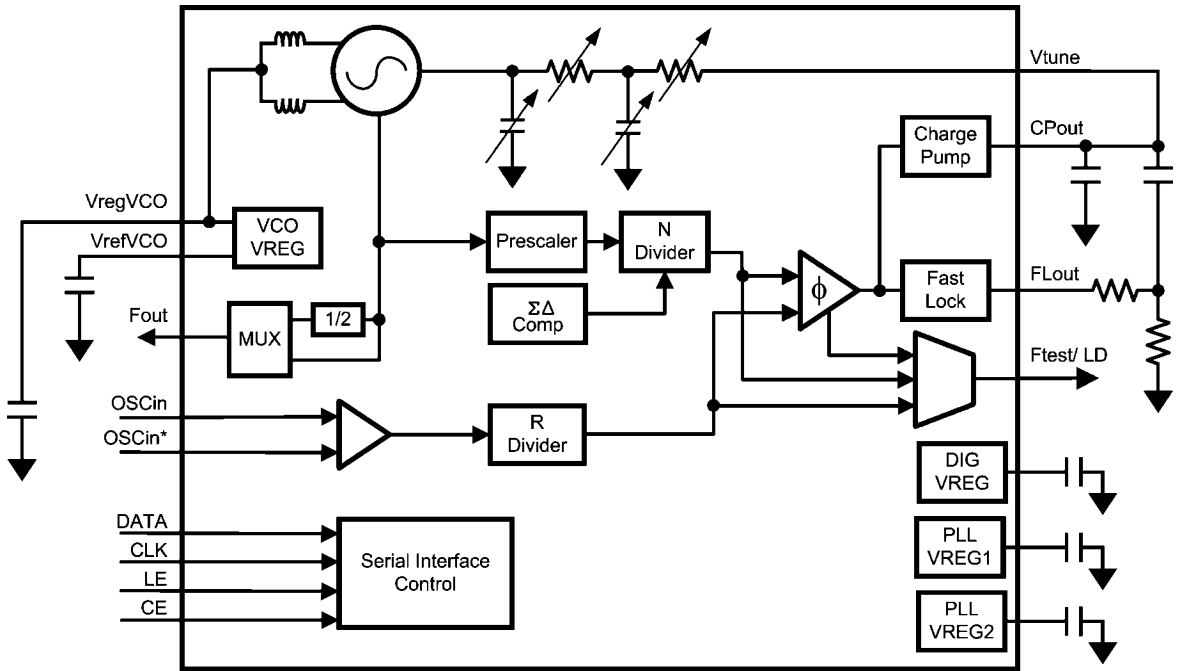 Vtune
Charge
Pump
CPout
VregVCO
VCO
VREG
VrefVCO
Prescaler
N
Divider
ΣΔ
Comp
ϕ
Fast
Lock
FLout
Fout
MUX
1/2
Ftest/ LD
OSCin
OSCin*
R
Divider
DIG
VREG
DATA
CLK
LE
CE
Serial Interface
Control
PLL
VREG1
PLL
VREG2